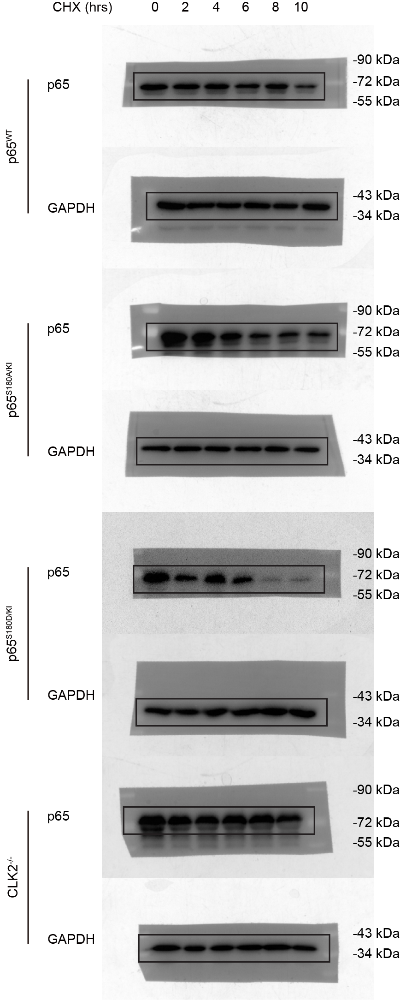 CHX (hrs) 0 2 4 6 8 10
p65^WT
p65
-90 kDa
-72 kDa
-55 kDa
GAPDH
-43 kDa
-34 kDa
p65^S180A/KI
p65
-90 kDa
-72 kDa
-55 kDa
GAPDH
-43 kDa
-34 kDa
p65^S180D/KI
p65
-90 kDa
-72 kDa
-55 kDa
GAPDH
-43 kDa
-34 kDa
CLK2^-/-
p65
-90 kDa
-72 kDa
-55 kDa
GAPDH
-43 kDa
-34 kDa